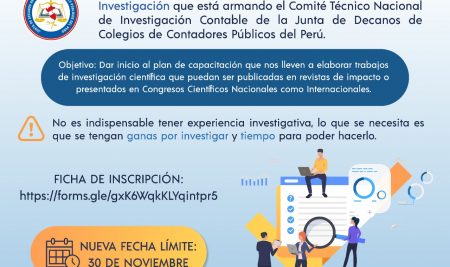 Investigación que está armando el Comité Técnico Nacional
de Investigación Contable de la Junta de Decanos de
Colegios de Contadores Públicos del Perú.
Objetivo: Dar inicio al plan de capacitación que nos lleven a elaborar trabajos
de investigación científica que puedan ser publicadas en revistas de impacto o
presentados en Congresos Científicos Nacionales como Internacionales.
No es indispensable tener experiencia investigativa, lo que se necesita es
que se tengan ganas por investigar y tiempo para poder hacerlo.
FICHA DE INSCRIPCIÓN:
https://forms.gle/gxK6WqkKLYqintpr5
NUEVA FECHA LÍMITE:
30 DE NOVIEMBRE